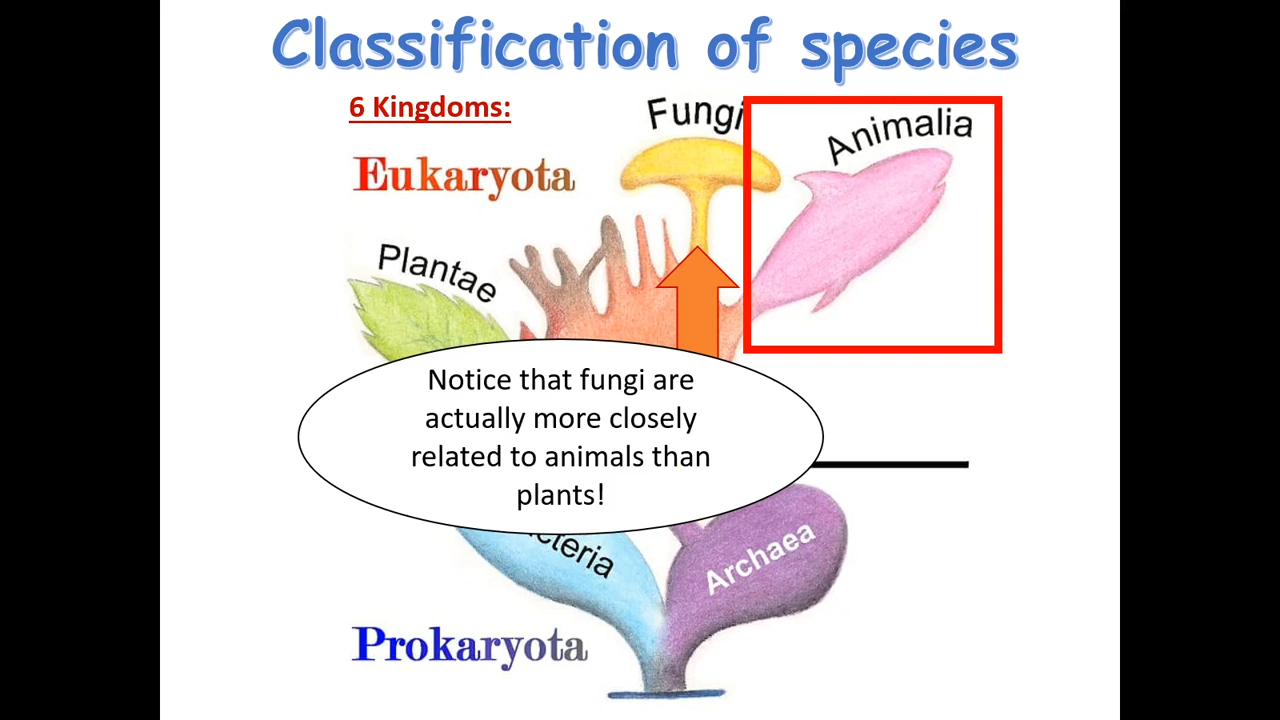 Classification of species
6 Kingdoms:
Fungi
Animalia
Eukaryota
Plantae
Notice that fungi are
actually more closely
related to animals than
plants!
cteria
Archaea
Prokaryota